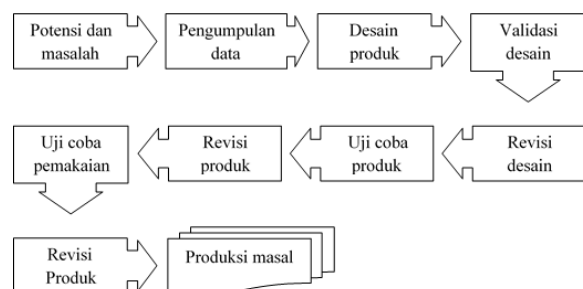 Potensi dan
masalah
Pengumpulan
data
Desain
produk
Validasi
desain
Revisi
desain
Uji coba
produk
Revisi
produk
Uji coba
pemakaian
Revisi
Produk
Produksi masal